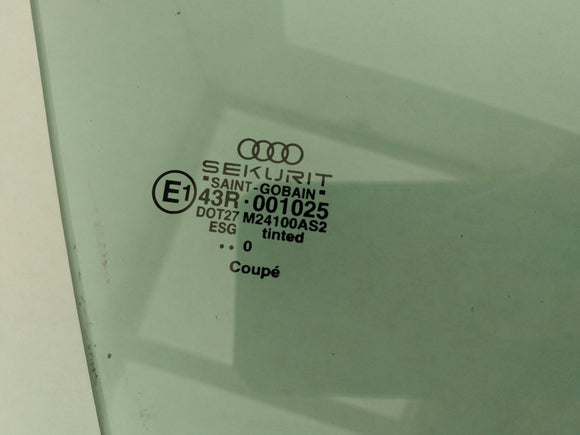 SEKURIT
"SAINT-GOBAIN"
E1 43R·001025
DOT27 M24100AS2
ESG tinted
·· 0
Coupé